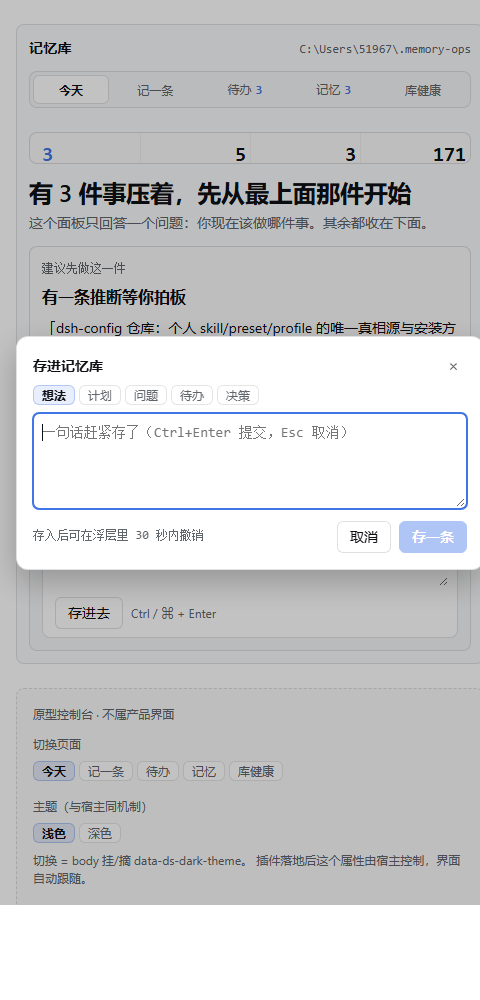 记忆库
C:\Users\51967\.memory-ops
今天 记一条 待办 3 记忆 3 库健康
3 5 3 171
有 3 件事压着，先从最上面那件开始
这个面板只回答一个问题：你现在该做哪件事。其余都收在下面。
建议先做这一件
有一条推断等你拍板
「dsh-config 仓库：个人 skill/preset/profile 的唯一真相源与安装方
存进记忆库 ×
想法 计划 问题 待办 决策
一句话赶紧存了（Ctrl+Enter 提交，Esc 取消）
存入后可在浮层里 30 秒内撤销 取消 存一条
存进去 Ctrl / ⌘ + Enter
原型控制台 · 不属产品界面
切换页面
今天 记一条 待办 记忆 库健康
主题（与宿主同机制）
浅色 深色
切换 = body 挂/摘 data-ds-dark-theme。 插件落地后这个属性由宿主控制，界面
自动跟随。